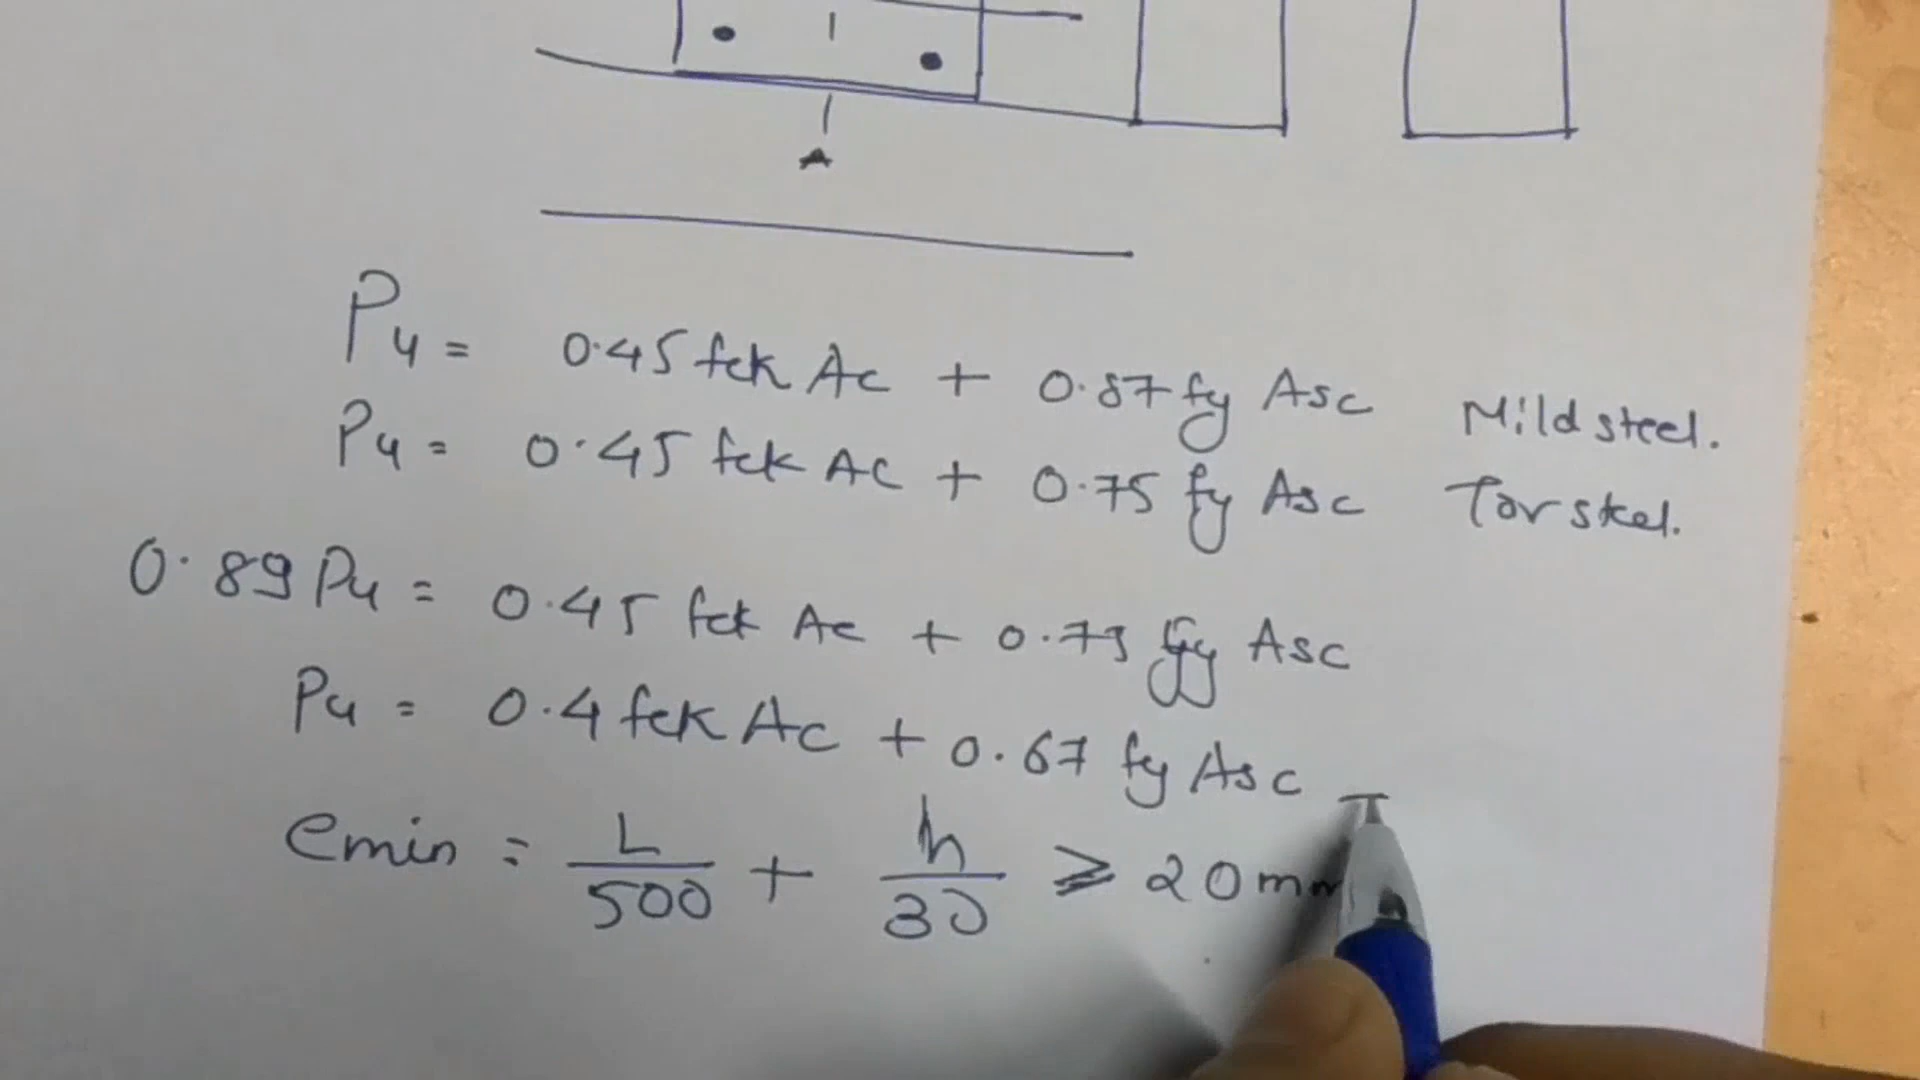 A
Pu = 0.45 fck Ac + 0.87 fy Asc Mild steel.
Pu = 0.45 fck Ac + 0.75 fy Asc Tor steel.
0.89 Pu = 0.45 fck Ac + 0.75 fy Asc
Pu = 0.4 fck Ac + 0.67 fy Asc
emin = L/500 + h/30 ≥ 20 mm